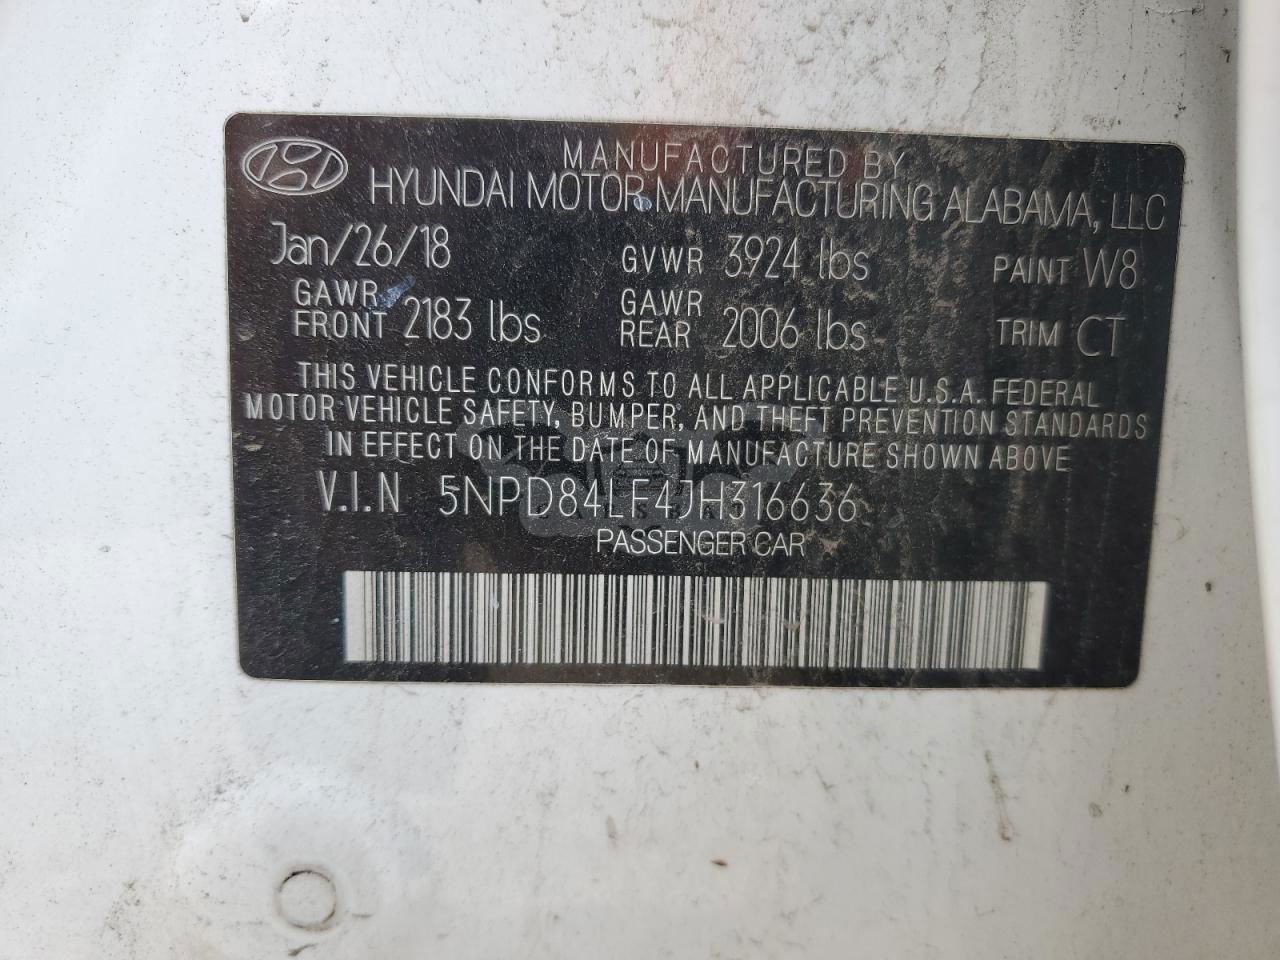 MANUFACTURED BY
HYUNDAI MOTOR MANUFACTURING ALABAMA, LLC
Jan/26/18 GVWR 3924 lbs PAINT W8
GAWR FRONT 2183 lbs GAWR REAR 2006 lbs TRIM CT
THIS VEHICLE CONFORMS TO ALL APPLICABLE U.S.A. FEDERAL
MOTOR VEHICLE SAFETY, BUMPER, AND THEFT PREVENTION STANDARDS
IN EFFECT ON THE DATE OF MANUFACTURE SHOWN ABOVE
V.I.N 5NPD84LF4JH316636
PASSENGER CAR